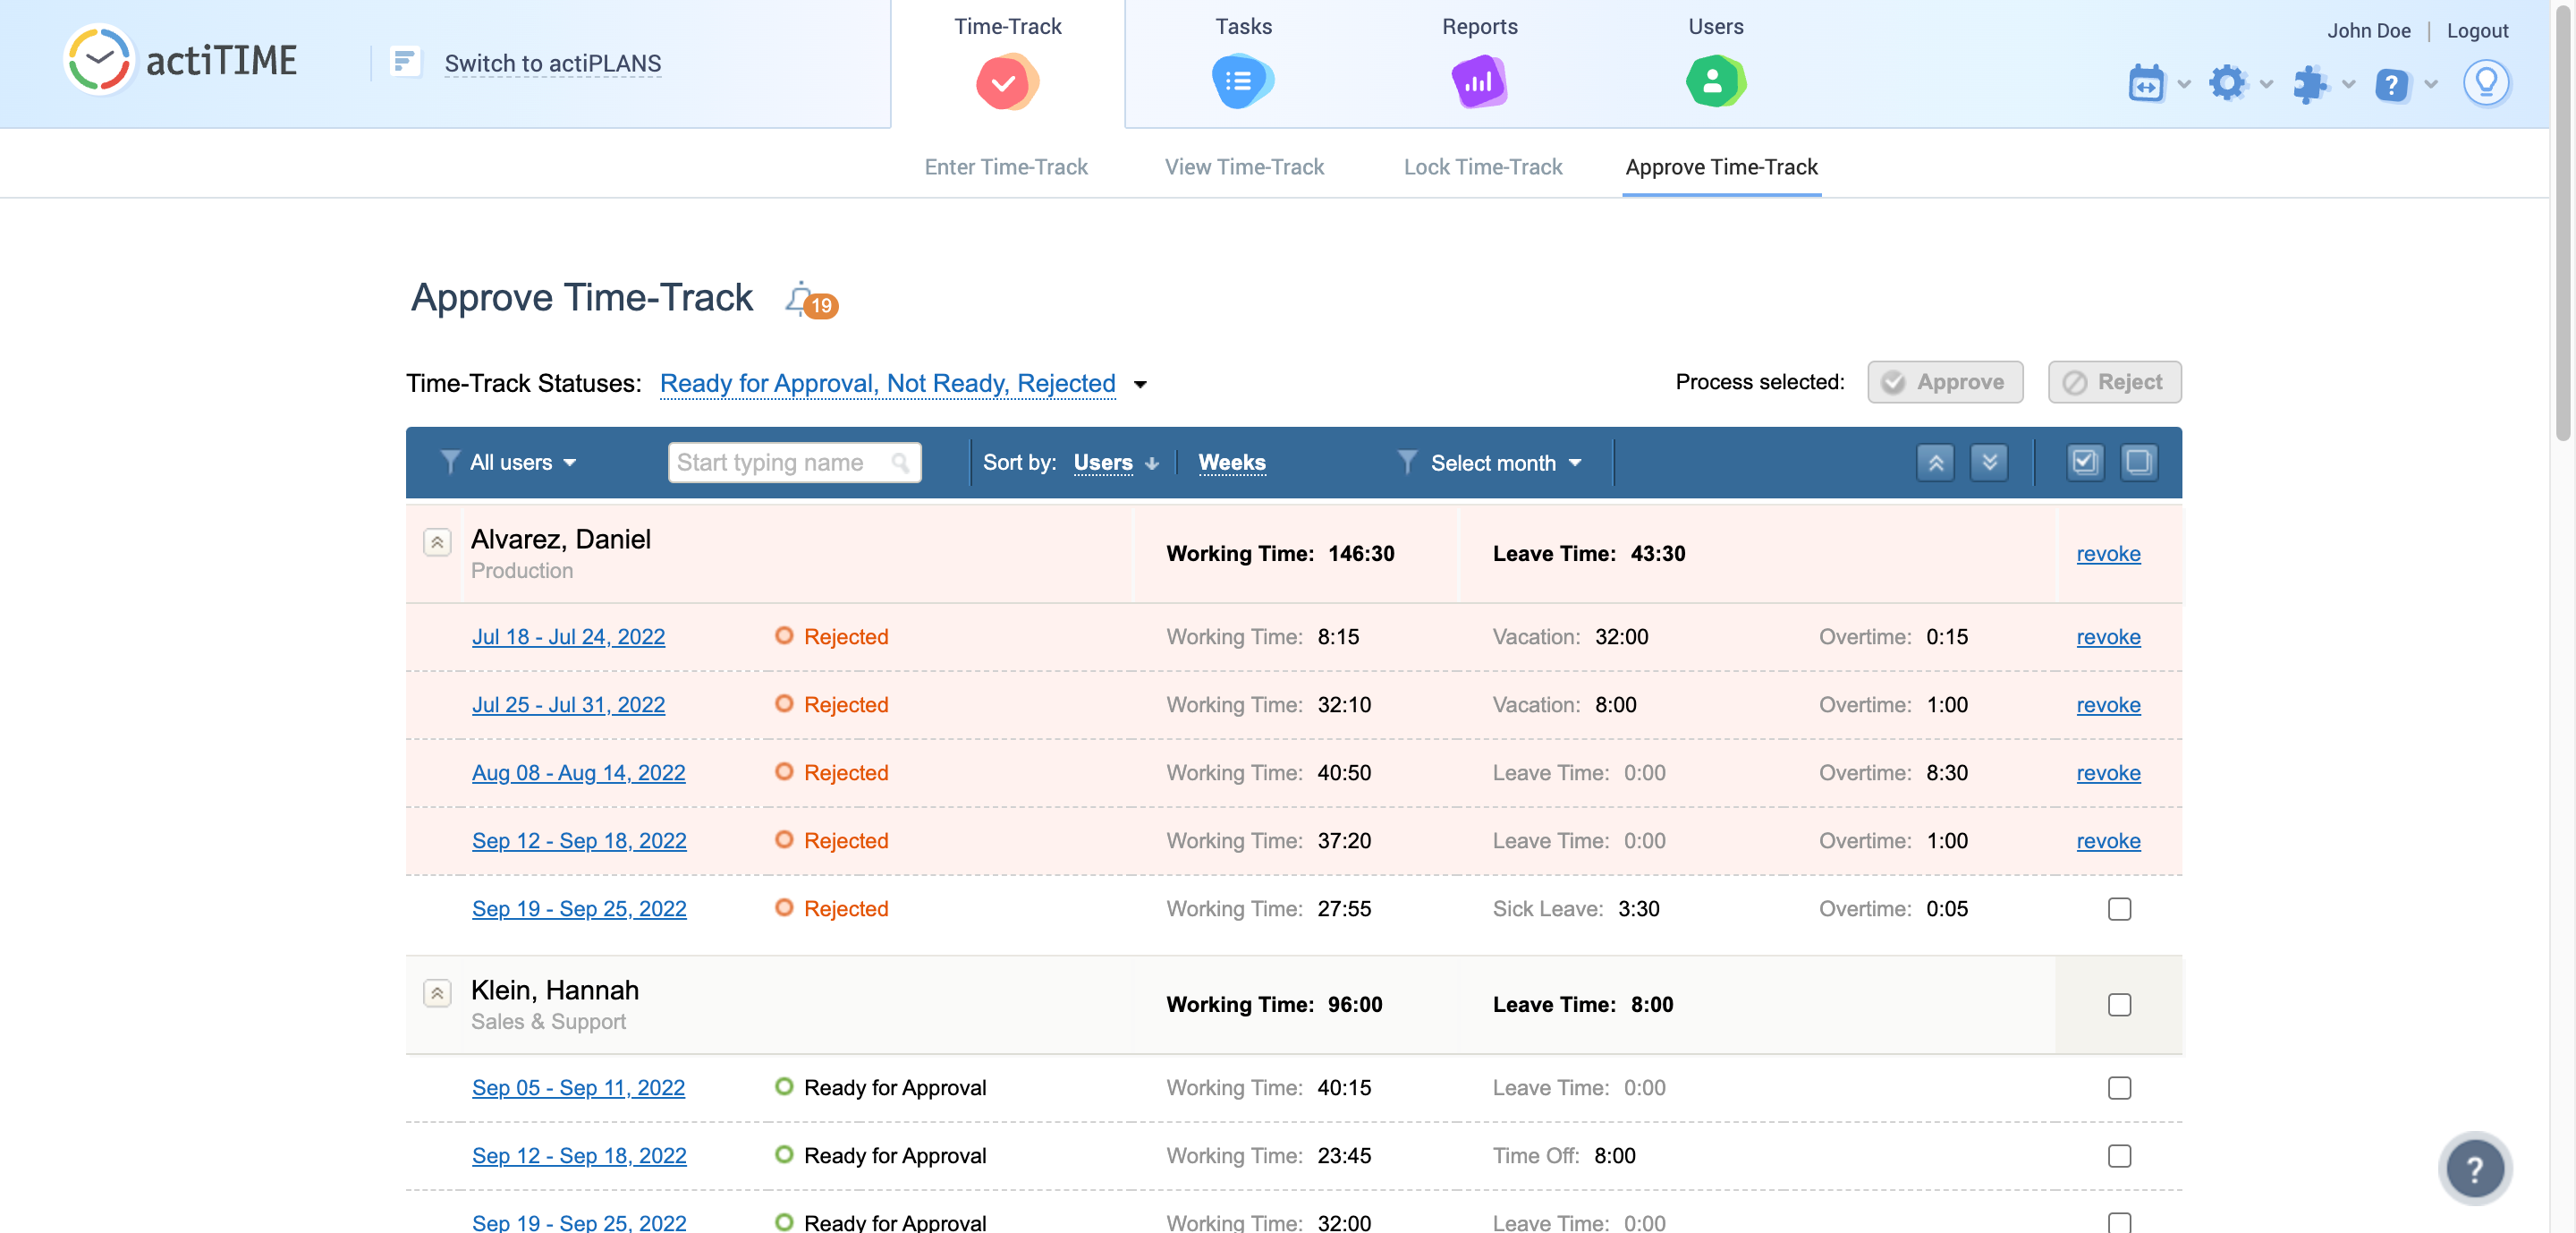 actiTIME
Switch to actiPLANS
Time-Track
Tasks
Reports
Users
John Doe
Logout
?
Enter Time-Track
View Time-Track
Lock Time-Track
Approve Time-Track
Approve Time-Track 19
Time-Track Statuses: Ready for Approval, Not Ready, Rejected
Process selected: Approve Reject
All users
Start typing name
Sort by: Users Weeks
Select month
Alvarez, Daniel
Production
Working Time: 146:30 Leave Time: 43:30 revoke
Jul 18 - Jul 24, 2022 Rejected Working Time: 8:15 Vacation: 32:00 Overtime: 0:15 revoke
Jul 25 - Jul 31, 2022 Rejected Working Time: 32:10 Vacation: 8:00 Overtime: 1:00 revoke
Aug 08 - Aug 14, 2022 Rejected Working Time: 40:50 Leave Time: 0:00 Overtime: 8:30 revoke
Sep 12 - Sep 18, 2022 Rejected Working Time: 37:20 Leave Time: 0:00 Overtime: 1:00 revoke
Sep 19 - Sep 25, 2022 Rejected Working Time: 27:55 Sick Leave: 3:30 Overtime: 0:05
Klein, Hannah
Sales & Support
Working Time: 96:00 Leave Time: 8:00
Sep 05 - Sep 11, 2022 Ready for Approval Working Time: 40:15 Leave Time: 0:00
Sep 12 - Sep 18, 2022 Ready for Approval Working Time: 23:45 Time Off: 8:00
Sep 19 - Sep 25, 2022 Ready for Approval Working Time: 32:00 Leave Time: 0:00
?